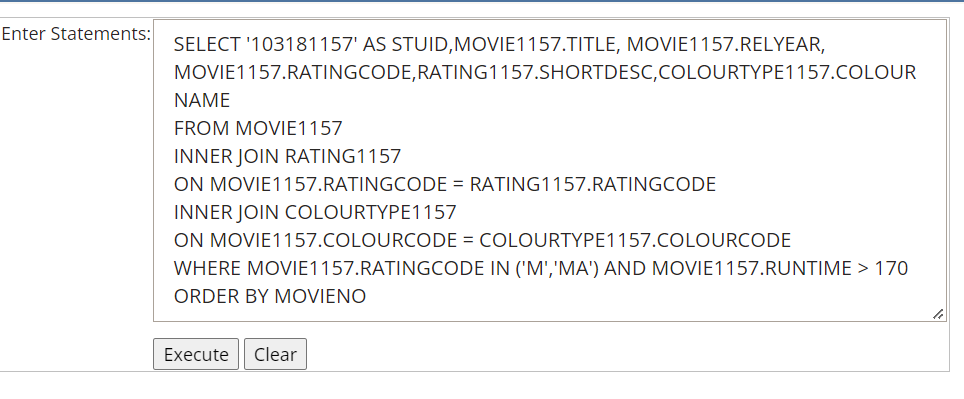 Enter Statements:
SELECT '103181157' AS STUID,MOVIE1157.TITLE, MOVIE1157.RELYEAR,
MOVIE1157.RATINGCODE,RATING1157.SHORTDESC,COLOURTYPE1157.COLOUR
NAME
FROM MOVIE1157
INNER JOIN RATING1157
ON MOVIE1157.RATINGCODE = RATING1157.RATINGCODE
INNER JOIN COLOURTYPE1157
ON MOVIE1157.COLOURCODE = COLOURTYPE1157.COLOURCODE
WHERE MOVIE1157.RATINGCODE IN ('M','MA') AND MOVIE1157.RUNTIME > 170
ORDER BY MOVIENO
Execute Clear